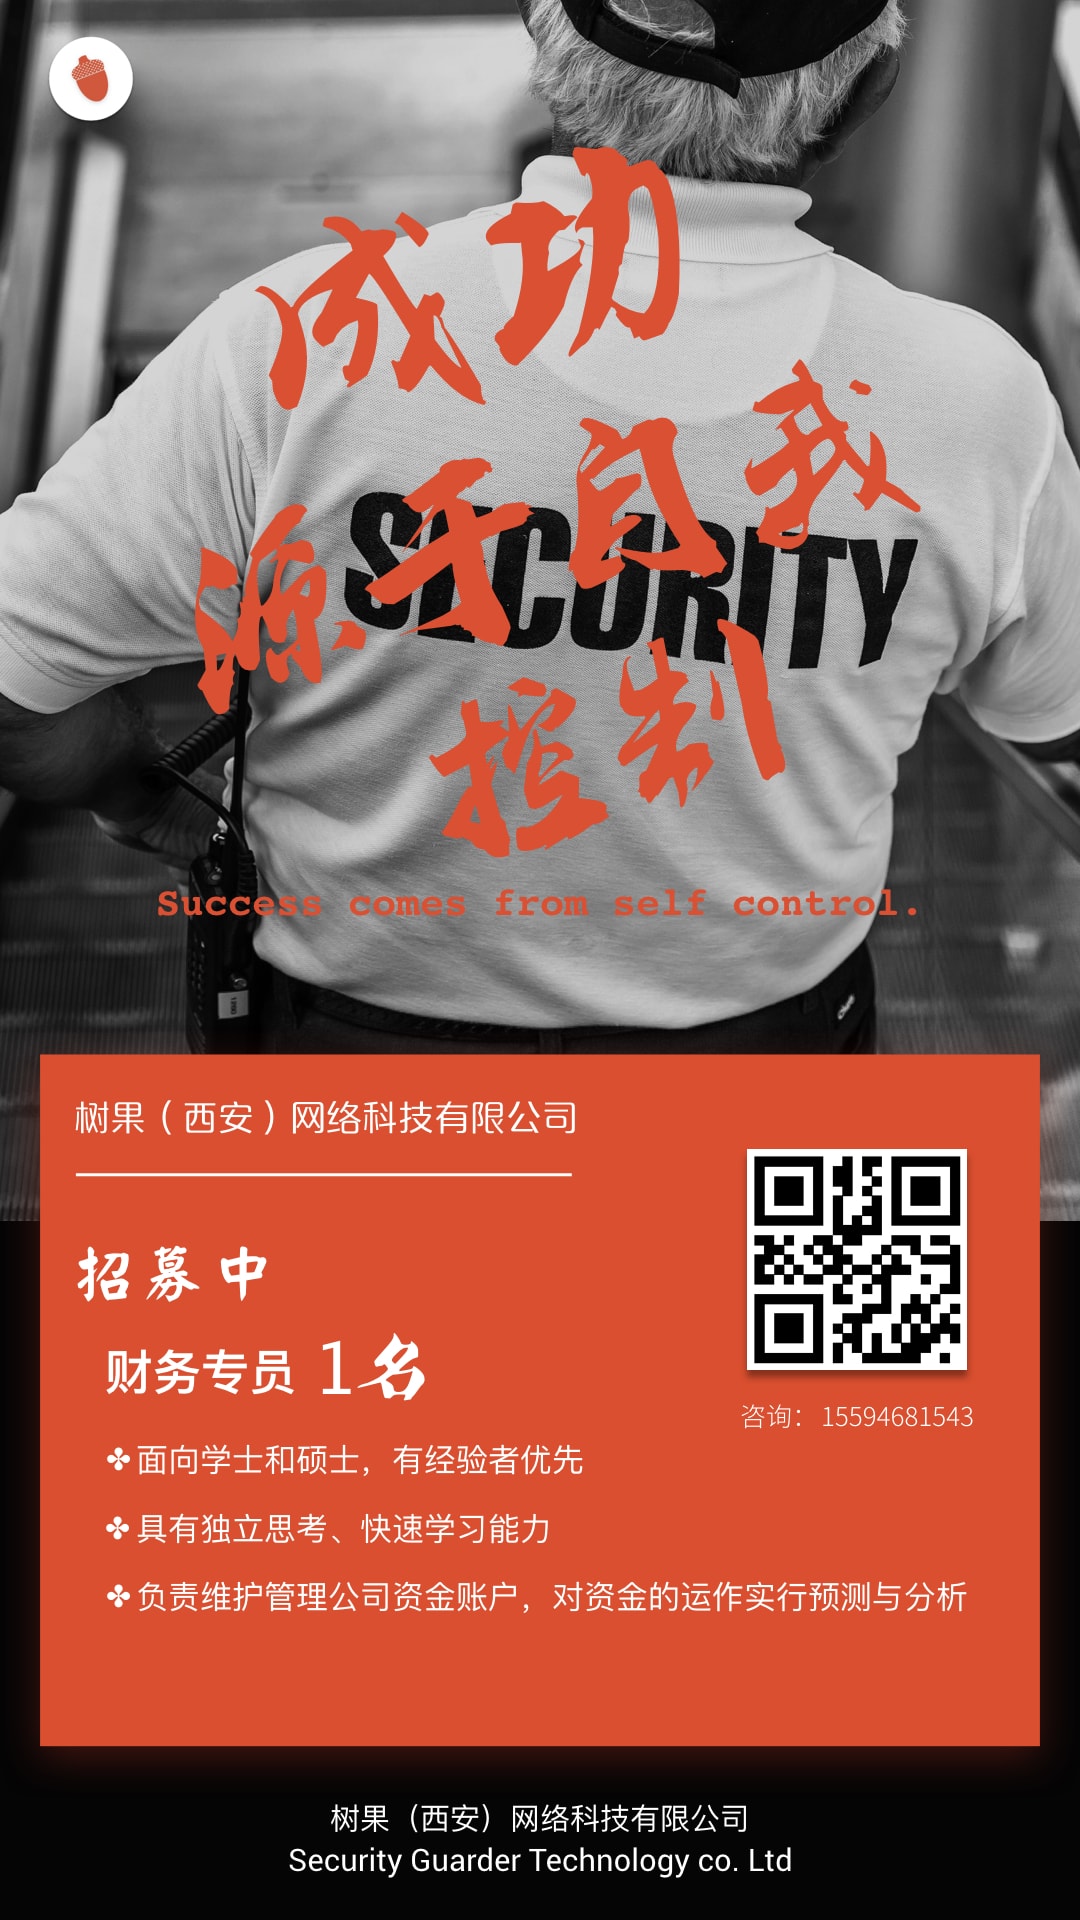 成功
源于自我
控制
SECURITY
Success comes from self control.
树果（西安）网络科技有限公司
招募中
财务专员 1名
咨询： 15594681543
✤面向学士和硕士，有经验者优先
✤具有独立思考、快速学习能力
✤负责维护管理公司资金账户，对资金的运作实行预测与分析
树果（西安）网络科技有限公司
Security Guarder Technology co. Ltd